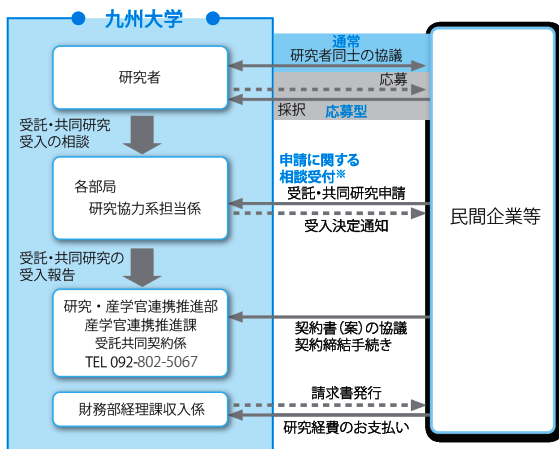 九州大学
通常
研究者同士の協議
研究者
応募
採択 応募型
受託・共同研究
受入の相談
申請に関する
相談受付※
各部局
研究協力系担当係
受託・共同研究申請
受入決定通知
民間企業等
受託・共同研究の
受入報告
研究・産学官連携推進部
産学官連携推進課
受託共同契約係
TEL 092-802-5067
契約書(案)の協議
契約締結手続き
請求書発行
財務部経理課収入係
研究経費のお支払い